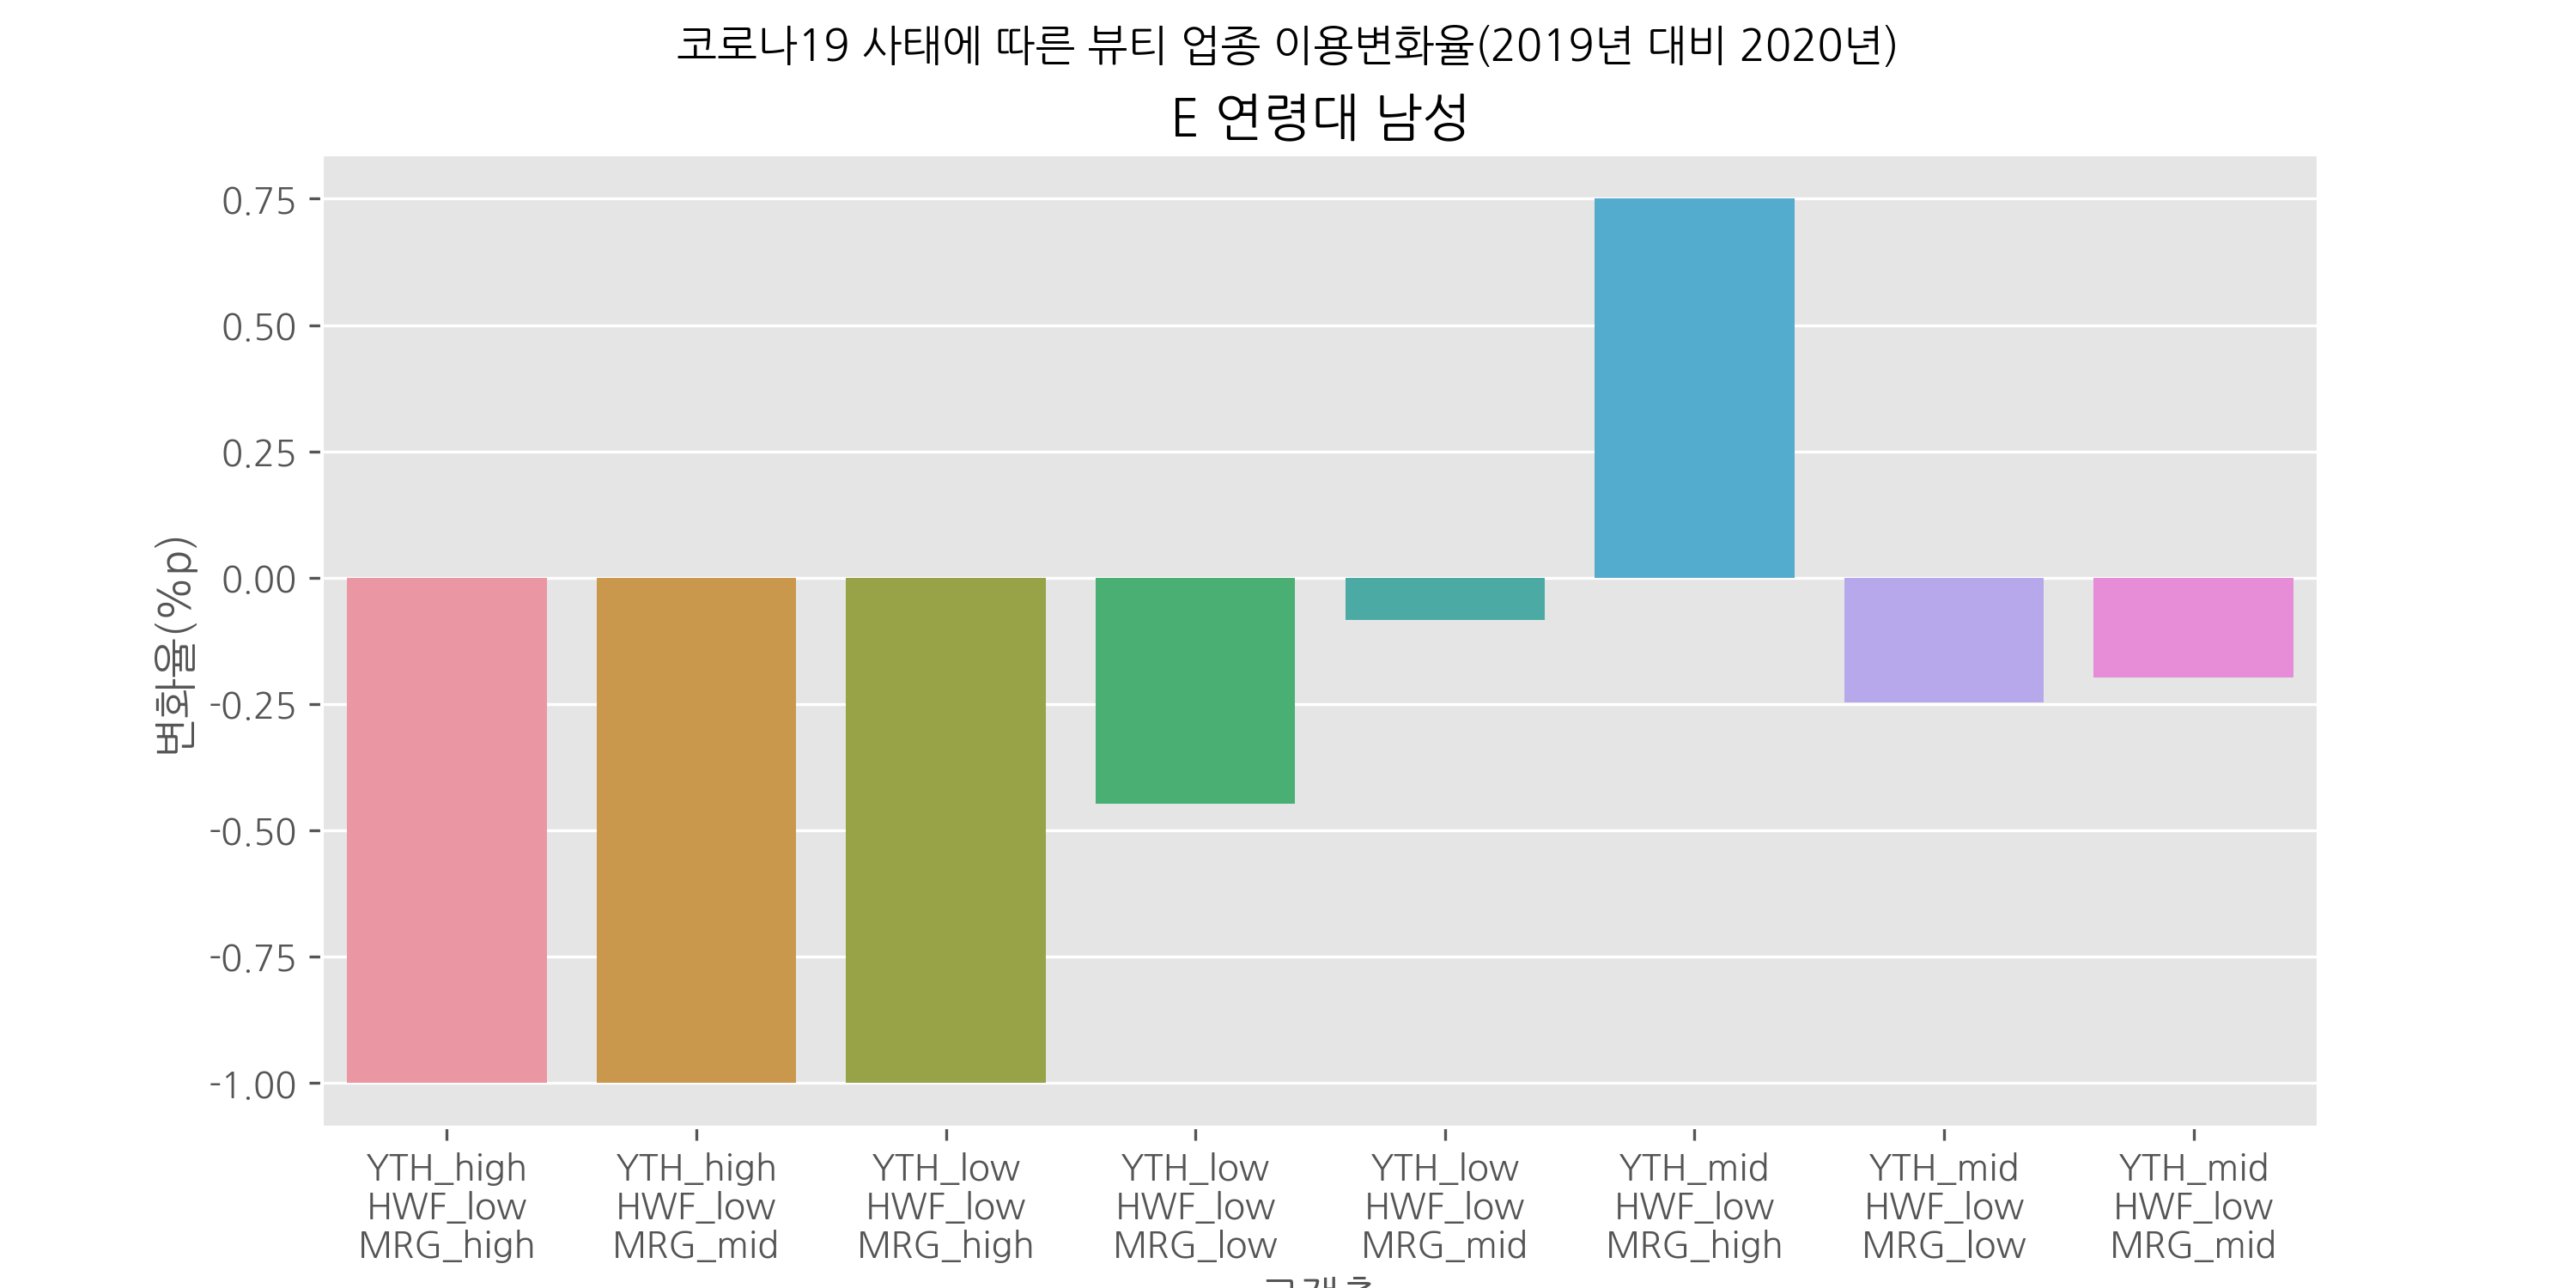 코로나19 사태에 따른 뷰티 업종 이용변화율(2019년 대비 2020년)
E 연령대 남성
변화율(%p)
0.75
0.50
0.25
0.00
-0.25
-0.50
-0.75
-1.00
YTH_high
HWF_low
MRG_high
YTH_high
HWF_low
MRG_mid
YTH_low
HWF_low
MRG_high
YTH_low
HWF_low
MRG_low
YTH_low
HWF_low
MRG_mid
YTH_mid
HWF_low
MRG_high
YTH_mid
HWF_low
MRG_low
YTH_mid
HWF_low
MRG_mid